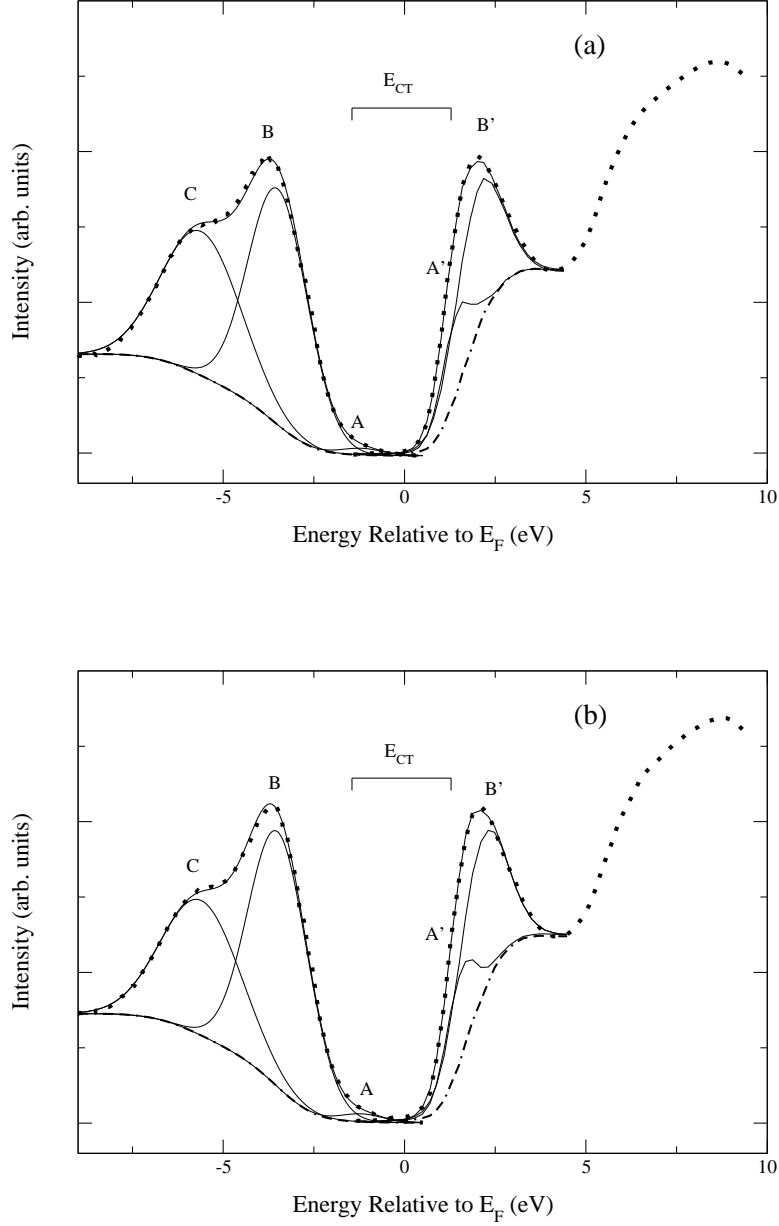 (a)
E_CT
B
B'
C
A'
A
Intensity (arb. units)
-5
0
5
10
Energy Relative to E_F (eV)
(b)
E_CT
B
B'
C
A'
A
Intensity (arb. units)
-5
0
5
10
Energy Relative to E_F (eV)